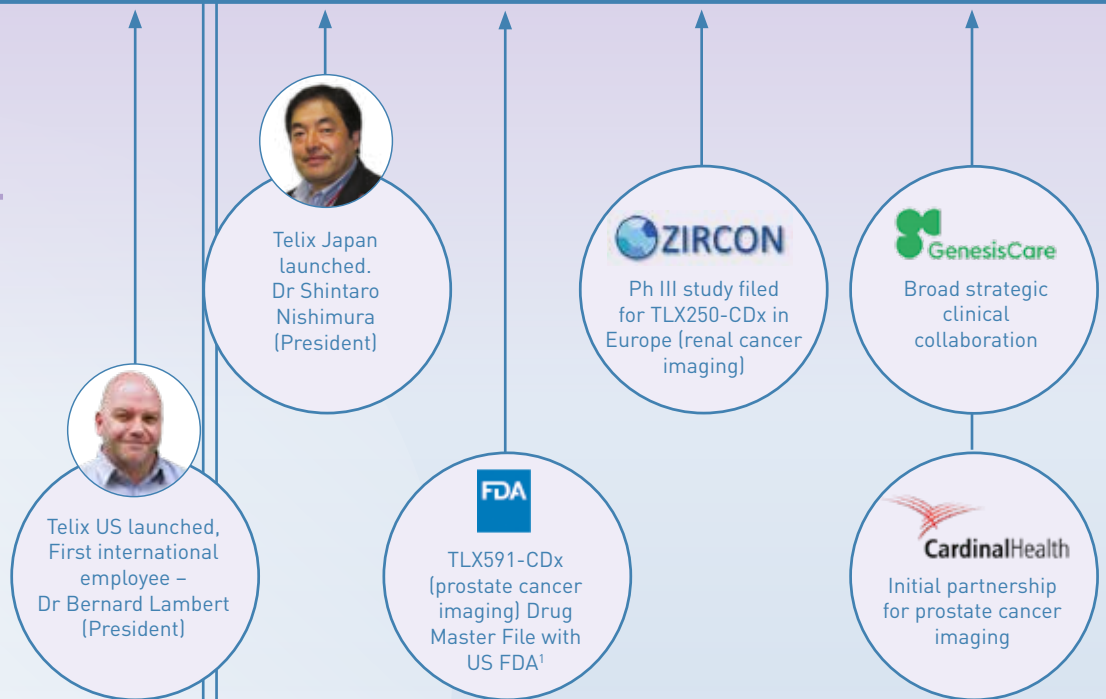 Telix US launched,
First international
employee –
Dr Bernard Lambert
(President)
Telix Japan
launched.
Dr Shintaro
Nishimura
(President)
FDA
TLX591-CDx
(prostate cancer
imaging) Drug
Master File with
US FDA¹
ZIRCON
Ph III study filed
for TLX250-CDx in
Europe (renal cancer
imaging)
GenesisCare
Broad strategic
clinical
collaboration
CardinalHealth
Initial partnership
for prostate cancer
imaging